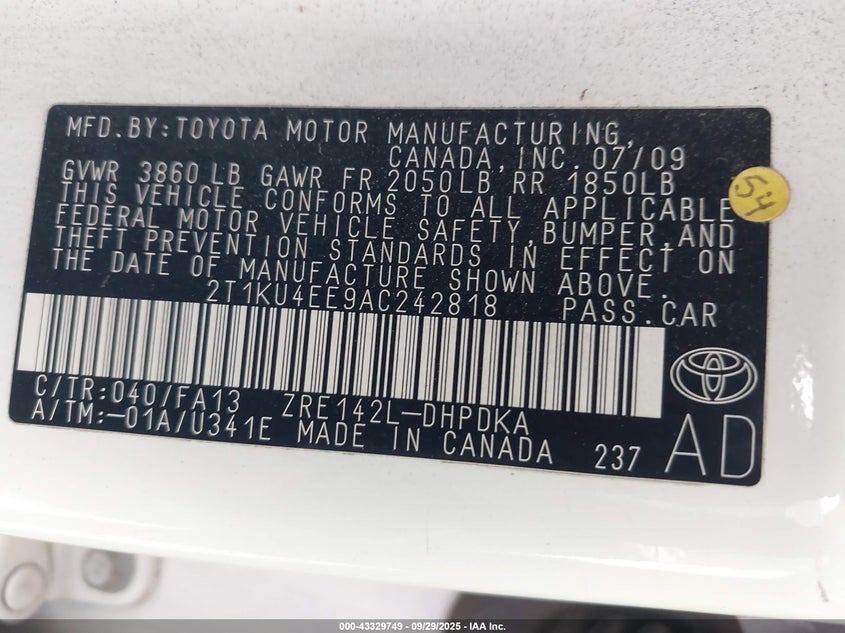 MFD.BY:TOYOTA MOTOR MANUFACTURING,
CANADA,INC. 07/09
GVWR 3860 LB GAWR FR 2050LB RR 1850LB
THIS VEHICLE CONFORMS TO ALL APPLICABLE
FEDERAL MOTOR VEHICLE SAFETY,BUMPER,AND
THEFT PREVENTION STANDARDS IN EFFECT ON
THE DATE OF MANUFACTURE SHOWN ABOVE.
2T1KU4EE9AC242818 PASS.CAR
C/TR:040/FA13 ZRE142L-DHPDKA
A/TM:-01A/U341E MADE IN CANADA 237
AD
54
000-43329749 - 09/29/2025 - IAA Inc.